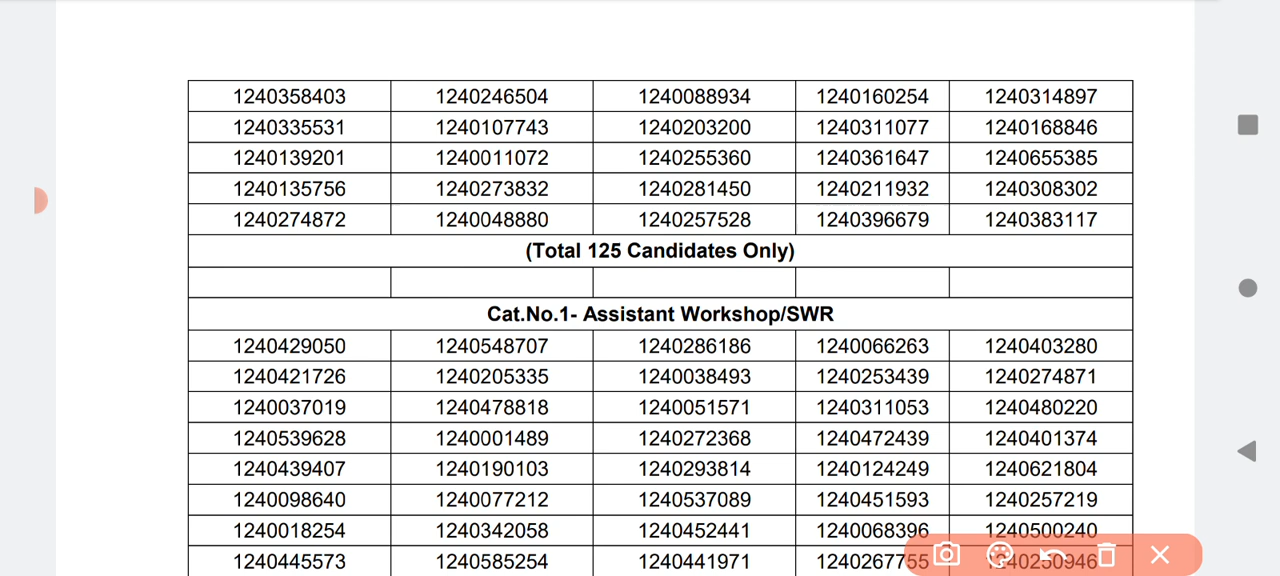 1240358403 1240246504 1240088934 1240160254 1240314897
1240335531 1240107743 1240203200 1240311077 1240168846
1240139201 1240011072 1240255360 1240361647 1240655385
1240135756 1240273832 1240281450 1240211932 1240308302
1240274872 1240048880 1240257528 1240396679 1240383117
(Total 125 Candidates Only)
Cat.No.1- Assistant Workshop/SWR
1240429050 1240548707 1240286186 1240066263 1240403280
1240421726 1240205335 1240038493 1240253439 1240274871
1240037019 1240478818 1240051571 1240311053 1240480220
1240539628 1240001489 1240272368 1240472439 1240401374
1240439407 1240190103 1240293814 1240124249 1240621804
1240098640 1240077212 1240537089 1240451593 1240257219
1240018254 1240342058 1240452441 1240068396 1240500240
1240445573 1240585254 1240441971 1240267755 1240250946